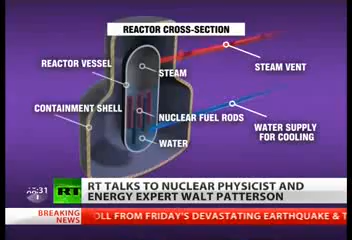 REACTOR CROSS-SECTION
REACTOR VESSEL
STEAM
STEAM VENT
CONTAINMENT SHELL
NUCLEAR FUEL RODS
WATER SUPPLY
FOR COOLING
WATER
RT
RT TALKS TO NUCLEAR PHYSICIST AND
ENERGY EXPERT WALT PATTERSON
BREAKING
NEWS
OLL FROM FRIDAY'S DEVASTATING EARTHQUAKE & T